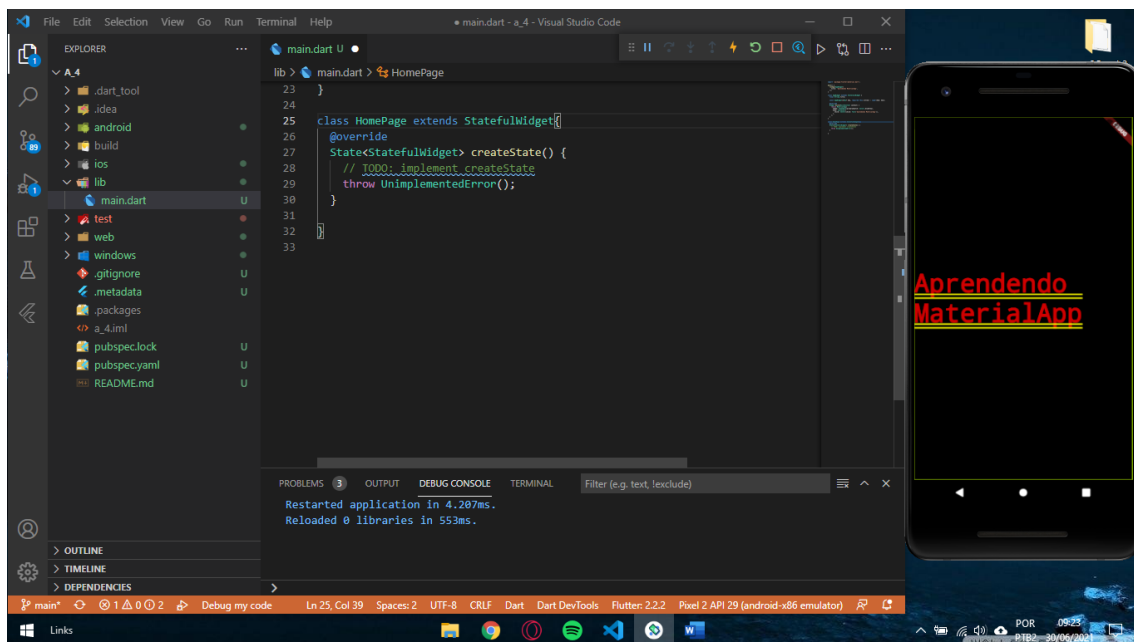 File Edit Selection View Go Run Terminal Help
● main.dart - a_4 - Visual Studio Code
EXPLORER
A_4
.dart_tool
.idea
android
build
ios
lib
main.dart U
test
web
windows
.gitignore U
.metadata U
.packages
a_4.iml
pubspec.lock U
pubspec.yaml U
README.md U
OUTLINE
TIMELINE
DEPENDENCIES
1
89
1
main.dart U ●
lib > main.dart > HomePage
23 }
24
25 class HomePage extends StatefulWidget{
26 @override
27 State<StatefulWidget> createState() {
28 // TODO: implement createState
29 throw UnimplementedError();
30 }
31
32 }
33
PROBLEMS 3 OUTPUT DEBUG CONSOLE TERMINAL Filter (e.g. text, !exclude)
Restarted application in 4.207ms.
Reloaded 0 libraries in 553ms.
>
main* 1 0 2 Debug my code Ln 25, Col 39 Spaces: 2 UTF-8 CRLF Dart Dart DevTools Flutter: 2.2.2 Pixel 2 API 29 (android-x86 emulator)
Aprendendo
MaterialApp
Links
POR
PTB2
09:23
30/06/2021